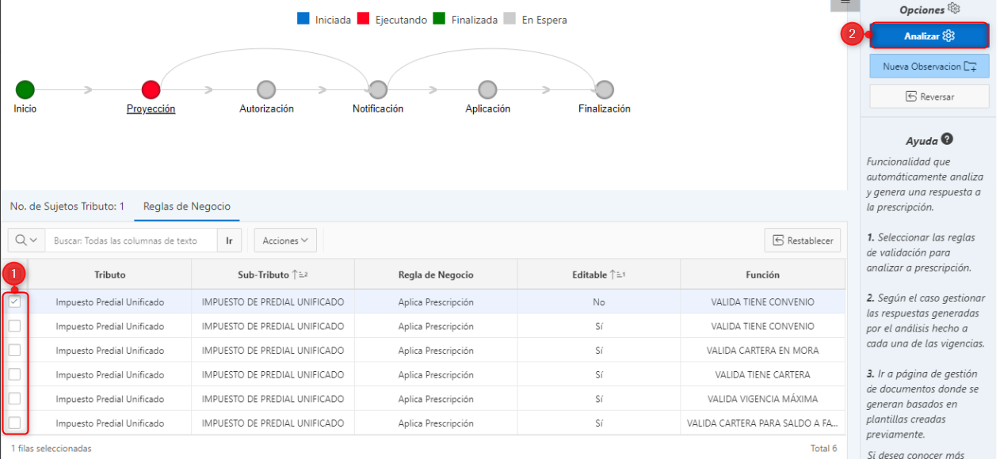 Iniciada Ejecutando Finalizada En Espera
Inicio Proyección Autorización Notificación Aplicación Finalización
Opciones
2
Analizar
Nueva Observacion
Reversar
Ayuda
Funcionalidad que
automáticamente analiza
y genera una respuesta a
la prescripción.
1. Seleccionar las reglas
de validación para
analizar a prescripción.
2. Según el caso gestionar
las respuestas generadas
por el análisis hecho a
cada una de las vigencias.
3. Ir a página de gestión
de documentos donde se
generan basados en
plantillas creadas
previamente.
Si desea conocer más
No. de Sujetos Tributo: 1 Reglas de Negocio
Buscar: Todas las columnas de texto Ir Acciones Restablecer
1
Tributo Sub-Tributo 2 Regla de Negocio Editable 1 Función
Impuesto Predial Unificado IMPUESTO DE PREDIAL UNIFICADO Aplica Prescripción No VALIDA TIENE CONVENIO
Impuesto Predial Unificado IMPUESTO DE PREDIAL UNIFICADO Aplica Prescripción Sí VALIDA TIENE CONVENIO
Impuesto Predial Unificado IMPUESTO DE PREDIAL UNIFICADO Aplica Prescripción Sí VALIDA CARTERA EN MORA
Impuesto Predial Unificado IMPUESTO DE PREDIAL UNIFICADO Aplica Prescripción Sí VALIDA TIENE CARTERA
Impuesto Predial Unificado IMPUESTO DE PREDIAL UNIFICADO Aplica Prescripción Sí VALIDA VIGENCIA MÁXIMA
Impuesto Predial Unificado IMPUESTO DE PREDIAL UNIFICADO Aplica Prescripción Sí VALIDA CARTERA PARA SALDO A FA...
1 filas seleccionadas Total 6